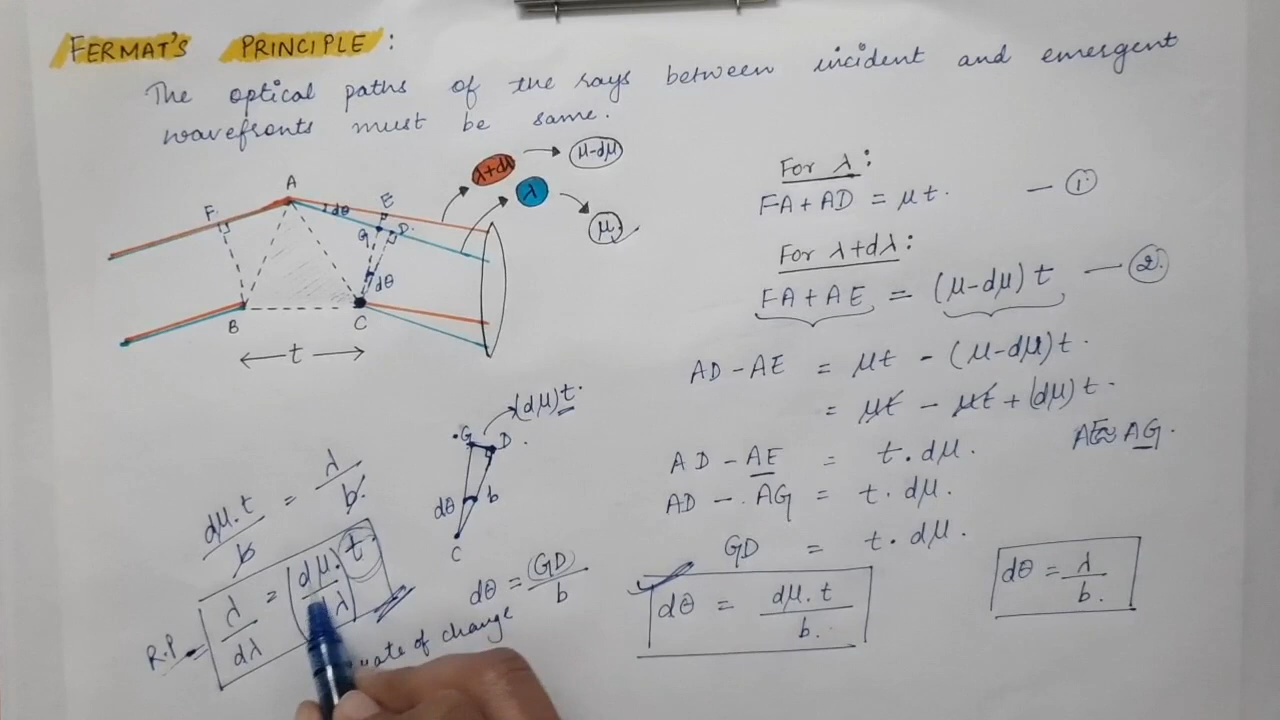 FERMAT'S PRINCIPLE :
The optical paths of the rays between incident and emergent
wavefronts must be same.
λ+dλ → μ-dμ
λ
μ
A
F
dθ
E
G
D
dθ
B
C
t
For λ :
FA + AD = μt. — ①
For λ+dλ :
FA + AE = (μ-dμ) t — ②
AD - AE = μt - (μ-dμ)t.
= μt - μt + (dμ)t.
AD - AE = t.dμ. AE≈AG.
AD - AG = t.dμ.
GD = t.dμ.
dθ = dμ.t / b.
dθ = λ / b.
(dμ)t.
G D
dθ b
C
dθ = (GD) / b
dμ.t / b = λ / b.
R.P = λ / dλ = (dμ / dλ) t
rate of change